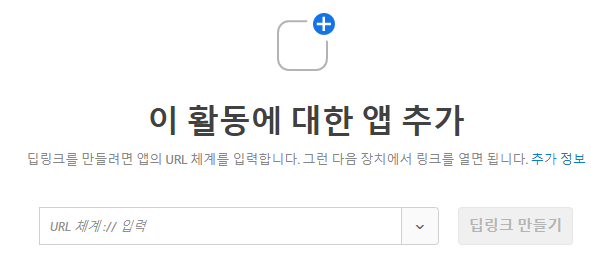 이 활동에 대한 앱 추가
딥링크를 만들려면 앱의 URL 체계를 입력합니다. 그런 다음 장치에서 링크를 열면 됩니다. 추가 정보
URL 체계:// 입력
딥링크 만들기